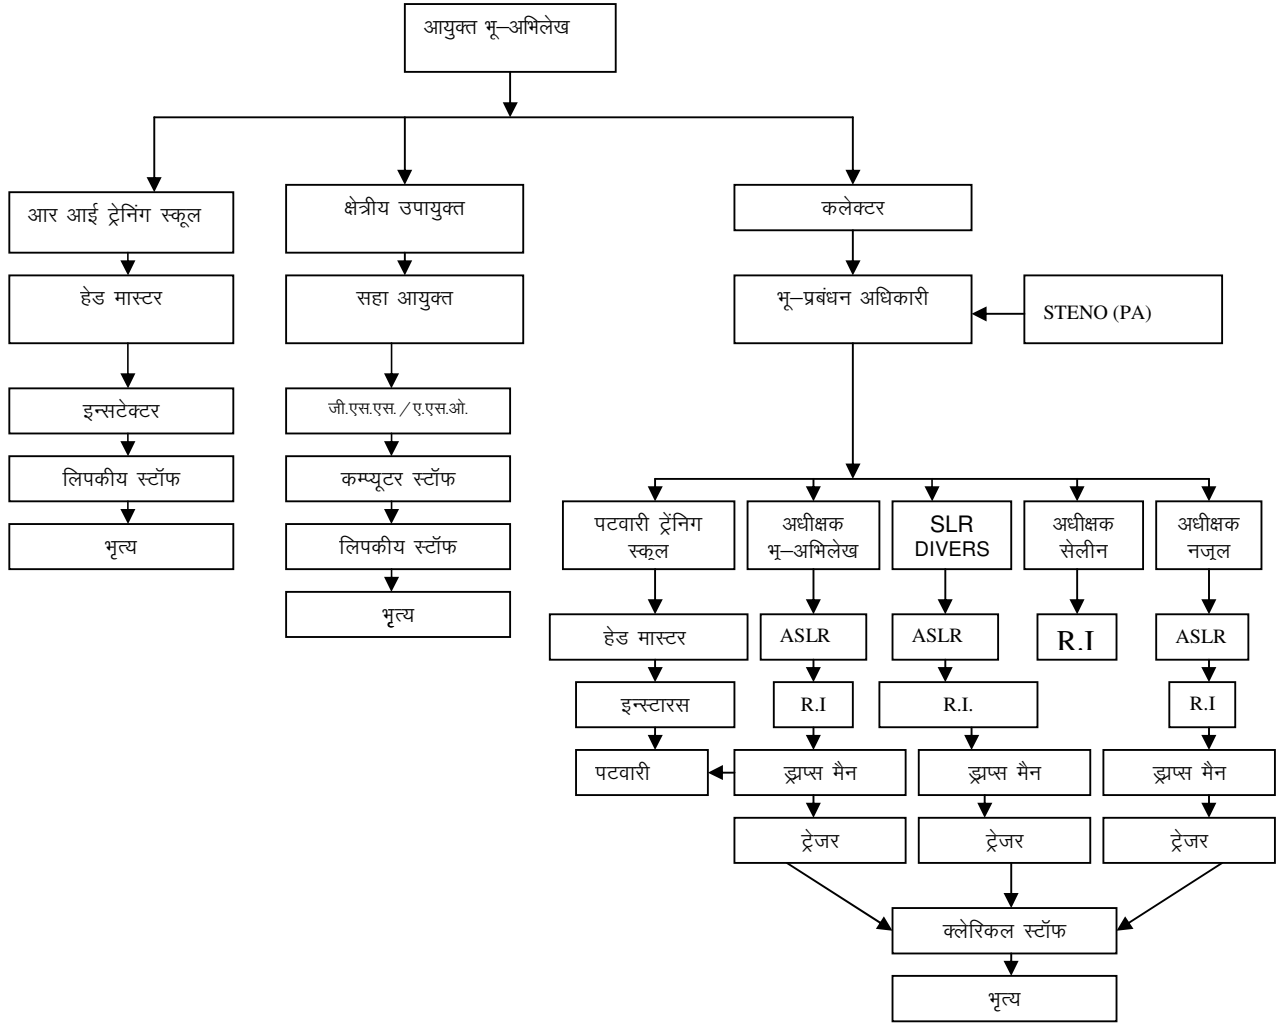 आयुक्त भू–अभिलेख
आर आई ट्रेनिंग स्कूल
क्षेत्रीय उपायुक्त
कलेक्टर
हेड मास्टर
सहा आयुक्त
भू–प्रबंधन अधिकारी
STENO (PA)
इन्सटेक्टर
जी.एस.एस. / ए.एस.ओ.
लिपकीय स्टॉफ
कम्प्यूटर स्टॉफ
भृत्य
लिपकीय स्टॉफ
भृत्य
पटवारी ट्रेंनिग
स्कूल
अधीक्षक
भू–अभिलेख
SLR
DIVERS
अधीक्षक
सेलीन
अधीक्षक
नजूल
हेड मास्टर
ASLR
ASLR
R.I
ASLR
इन्स्टारस
R.I
R.I.
R.I
पटवारी
ड्राप्स मैन
ड्राप्स मैन
ड्राप्स मैन
ट्रेजर
ट्रेजर
ट्रेजर
क्लेरिकल स्टॉफ
भृत्य